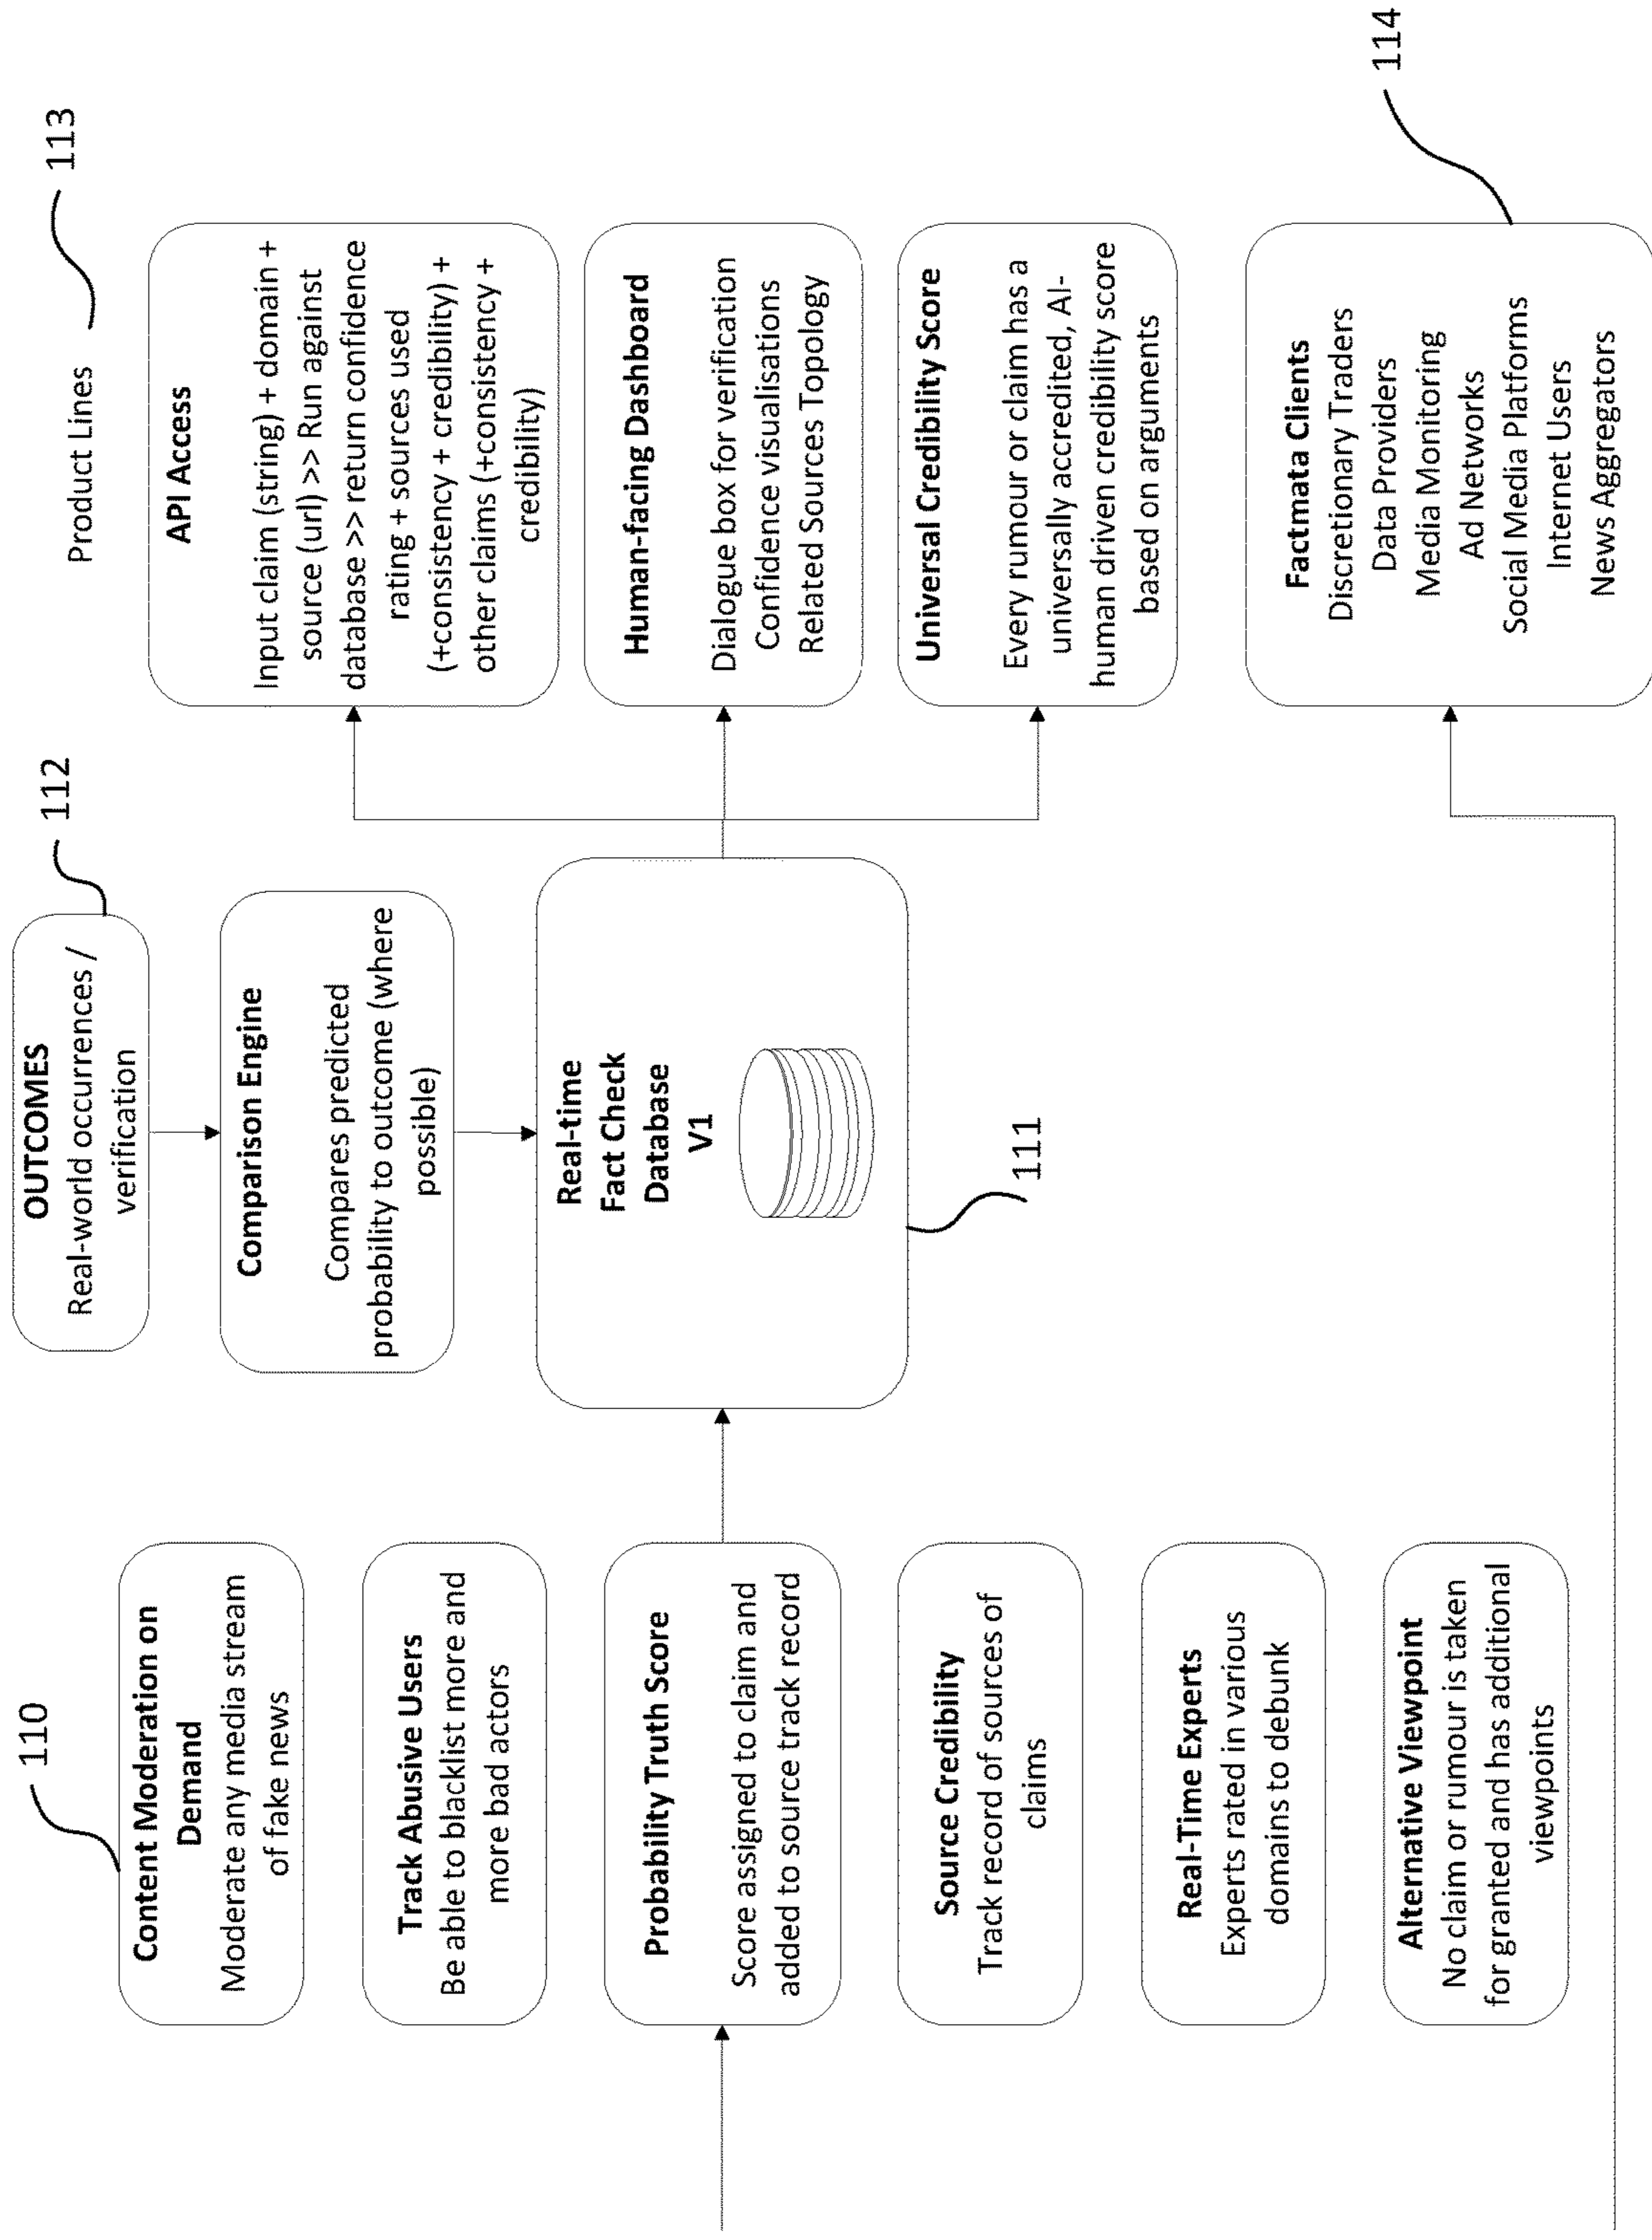 110
Content Moderation on
Demand
Moderate any media stream
of fake news
Track Abusive Users
Be able to blacklist more and
more bad actors
Probability Truth Score
Score assigned to claim and
added to source track record
Source Credibility
Track record of sources of
claims
Real-Time Experts
Experts rated in various
domains to debunk
Alternative Viewpoint
No claim or rumour is taken
for granted and has additional
viewpoints
112
OUTCOMES
Real-world occurrences /
verification
Comparison Engine
Compares predicted
probability to outcome (where
possible)
Real-time
Fact Check
Database
V1
111
Product Lines
113
API Access
Input claim (string) + domain +
source (url) >> Run against
database >> return confidence
rating + sources used
(+consistency + credibility) +
other claims (+consistency +
credibility)
Human-facing Dashboard
Dialogue box for verification
Confidence visualisations
Related Sources Topology
Universal Credibility Score
Every rumour or claim has a
universally accredited, AI-
human driven credibility score
based on arguments
114
Factmata Clients
Discretionary Traders
Data Providers
Media Monitoring
Ad Networks
Social Media Platforms
Internet Users
News Aggregators